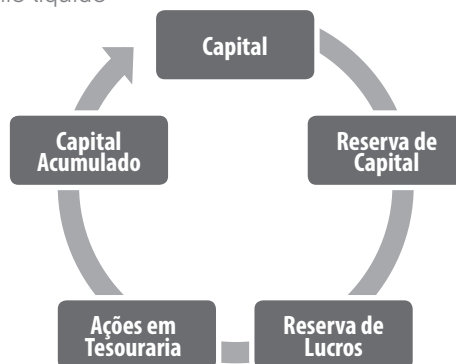 Capital
Reserva de
Capital
Reserva de
Lucros
Ações em
Tesouraria
Capital
Acumulado